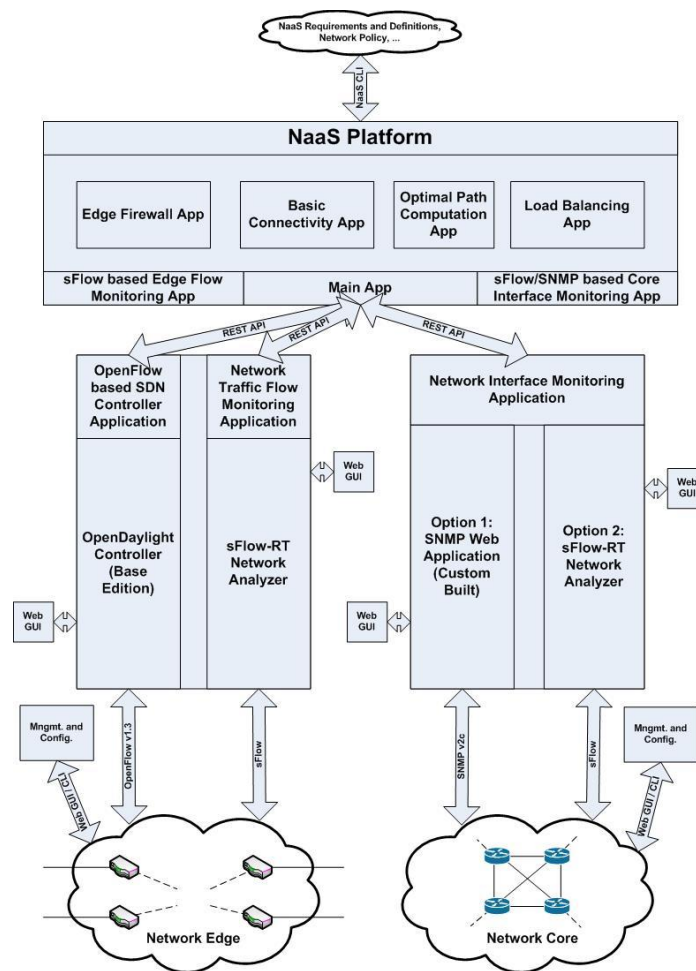 NaaS Requirements and Definitions,
Network Policy, ...
NaaS CLI
NaaS Platform
Edge Firewall App
Basic
Connectivity App
Optimal Path
Computation
App
Load Balancing
App
sFlow based Edge Flow
Monitoring App
Main App
sFlow/SNMP based Core
Interface Monitoring App
REST API
REST API
REST API
OpenFlow
based SDN
Controller
Application
Network
Traffic Flow
Monitoring
Application
Network Interface Monitoring
Application
Web
GUI
Web
GUI
OpenDaylight
Controller
(Base
Edition)
sFlow-RT
Network
Analyzer
Option 1:
SNMP Web
Application
(Custom
Built)
Option 2:
sFlow-RT
Network
Analyzer
Web
GUI
Web
GUI
Mngmt. and
Config.
OpenFlow v1.3
sFlow
SNMP v2c
sFlow
Mngmt. and
Config.
Web GUI / CLI
Web GUI / CLI
Network Edge
Network Core